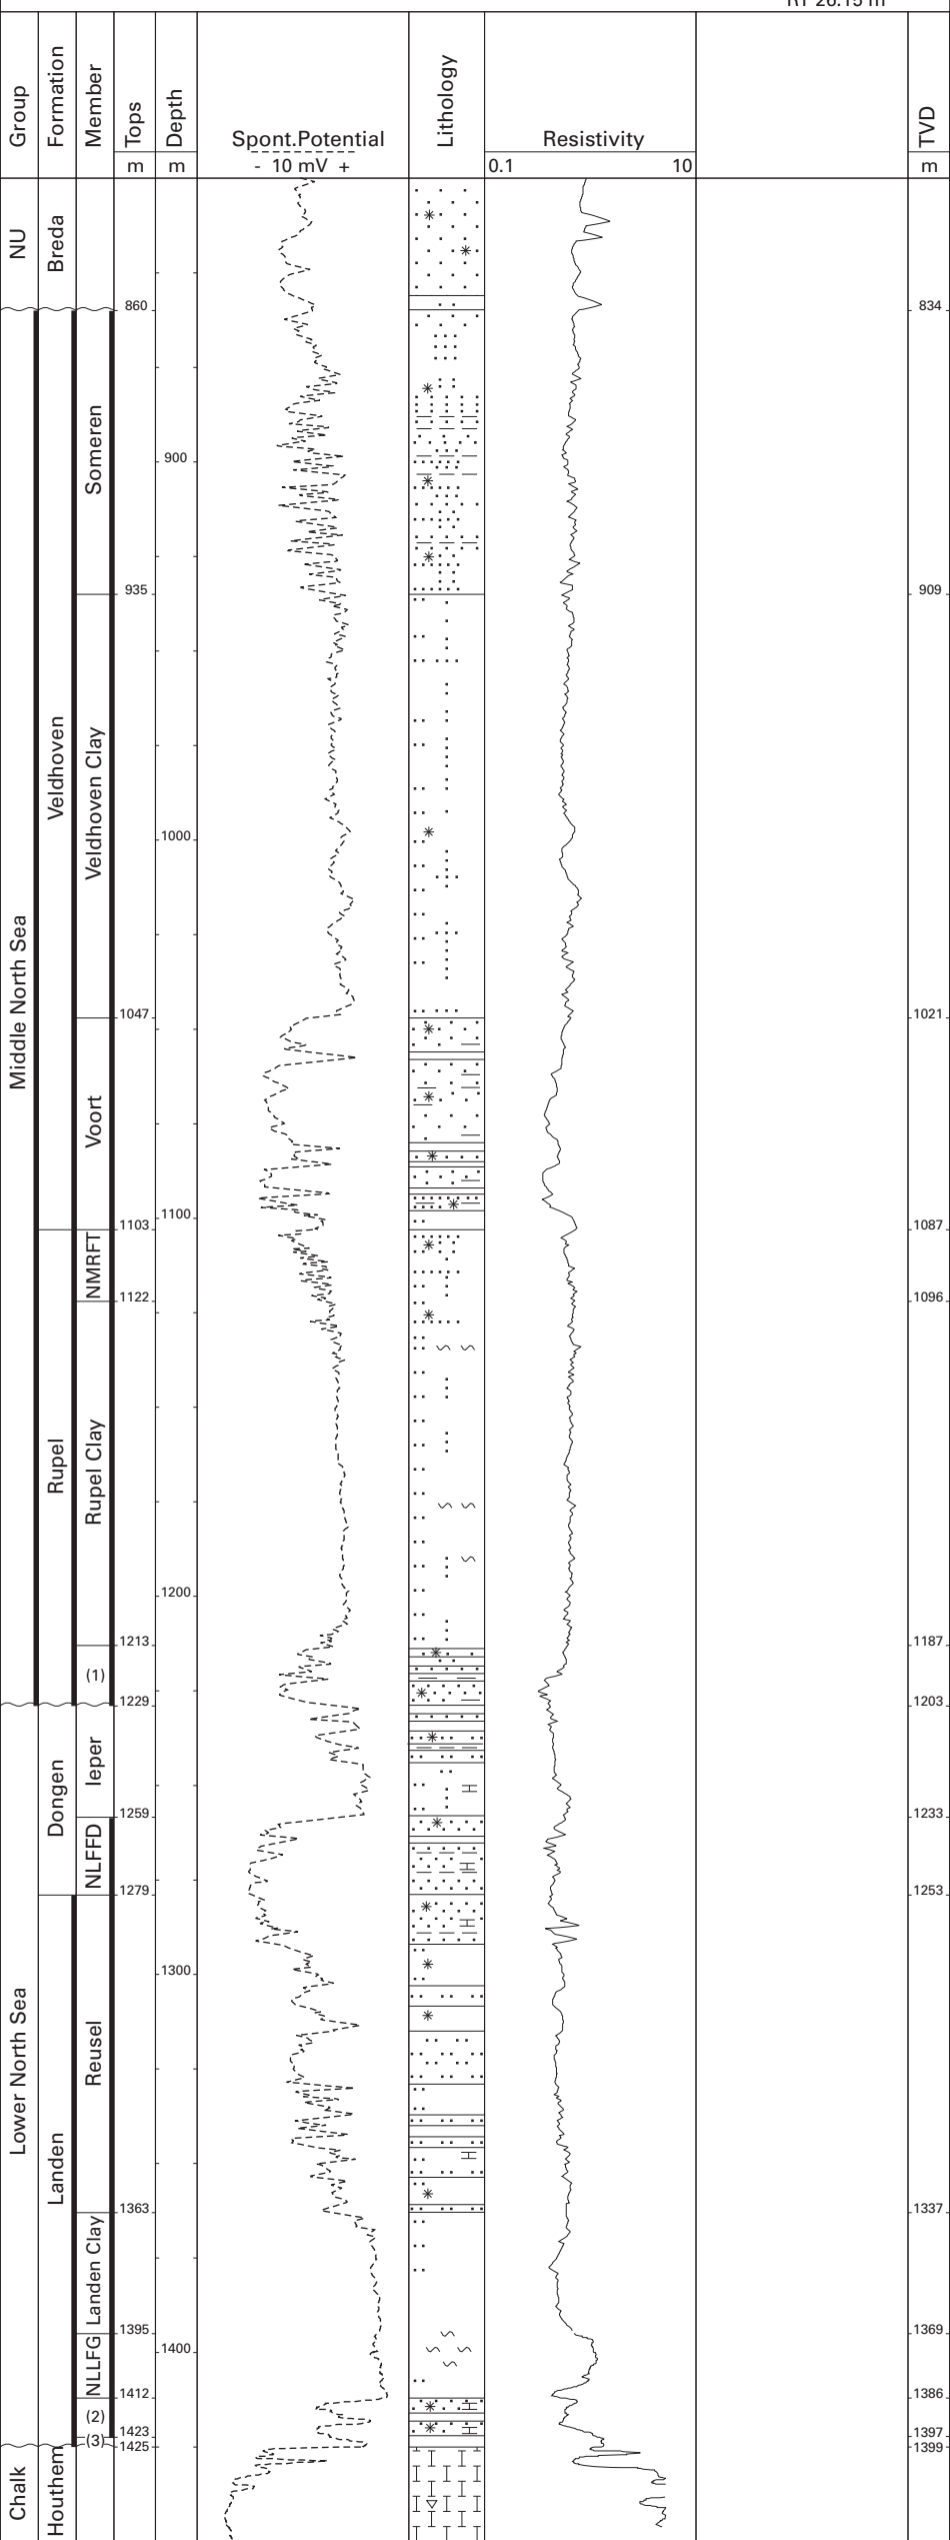 RT 26.15 m
Group
Formation
Member
Tops
Depth
Spont.Potential
Lithology
Resistivity
TVD
m
m
- 10 mV +
0.1
10
m
NU
Breda
860
834
Someren
900
935
909
Veldhoven
Veldhoven Clay
1000
Middle North Sea
1047
1021
Voort
1100
1103
1087
NMRFT
1122
1096
Rupel
Rupel Clay
1200
1213
1187
(1)
1229
1203
Dongen
Ieper
1259
1233
NLFFD
1279
1253
1300
Lower North Sea
Landen
Reusel
1363
1337
Landen Clay
1395
1369
1400
NLLFG
1412
1386
(2)
1423
1397
(3)
1425
1399
Chalk
Houthem